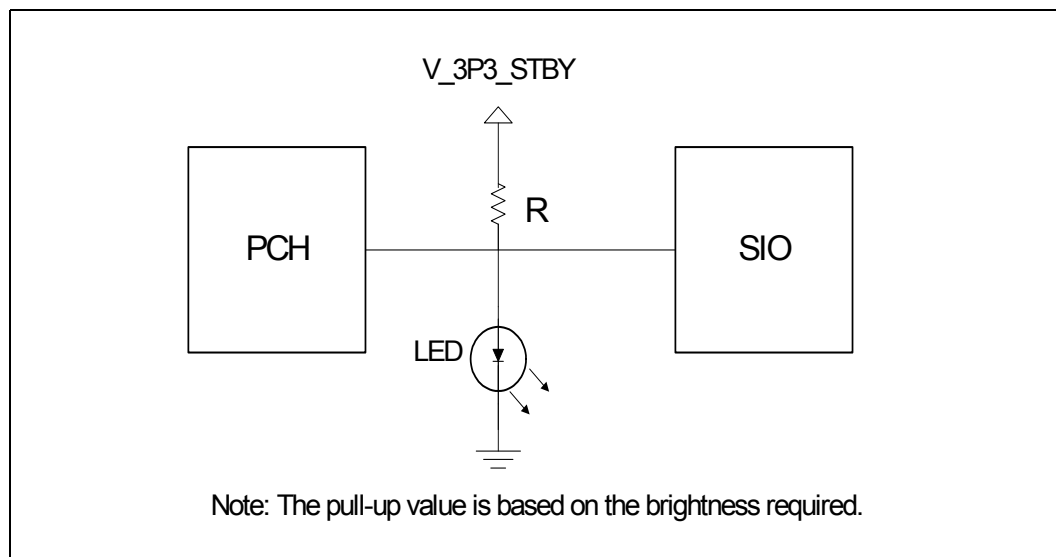 V_3P3_STBY
R
PCH
SIO
LED
Note: The pull-up value is based on the brightness required.